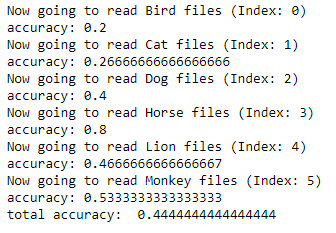 Now going to read Bird files (Index: 0)
accuracy: 0.2
Now going to read Cat files (Index: 1)
accuracy: 0.26666666666666666
Now going to read Dog files (Index: 2)
accuracy: 0.4
Now going to read Horse files (Index: 3)
accuracy: 0.8
Now going to read Lion files (Index: 4)
accuracy: 0.4666666666666667
Now going to read Monkey files (Index: 5)
accuracy: 0.5333333333333333
total accuracy:  0.4444444444444444